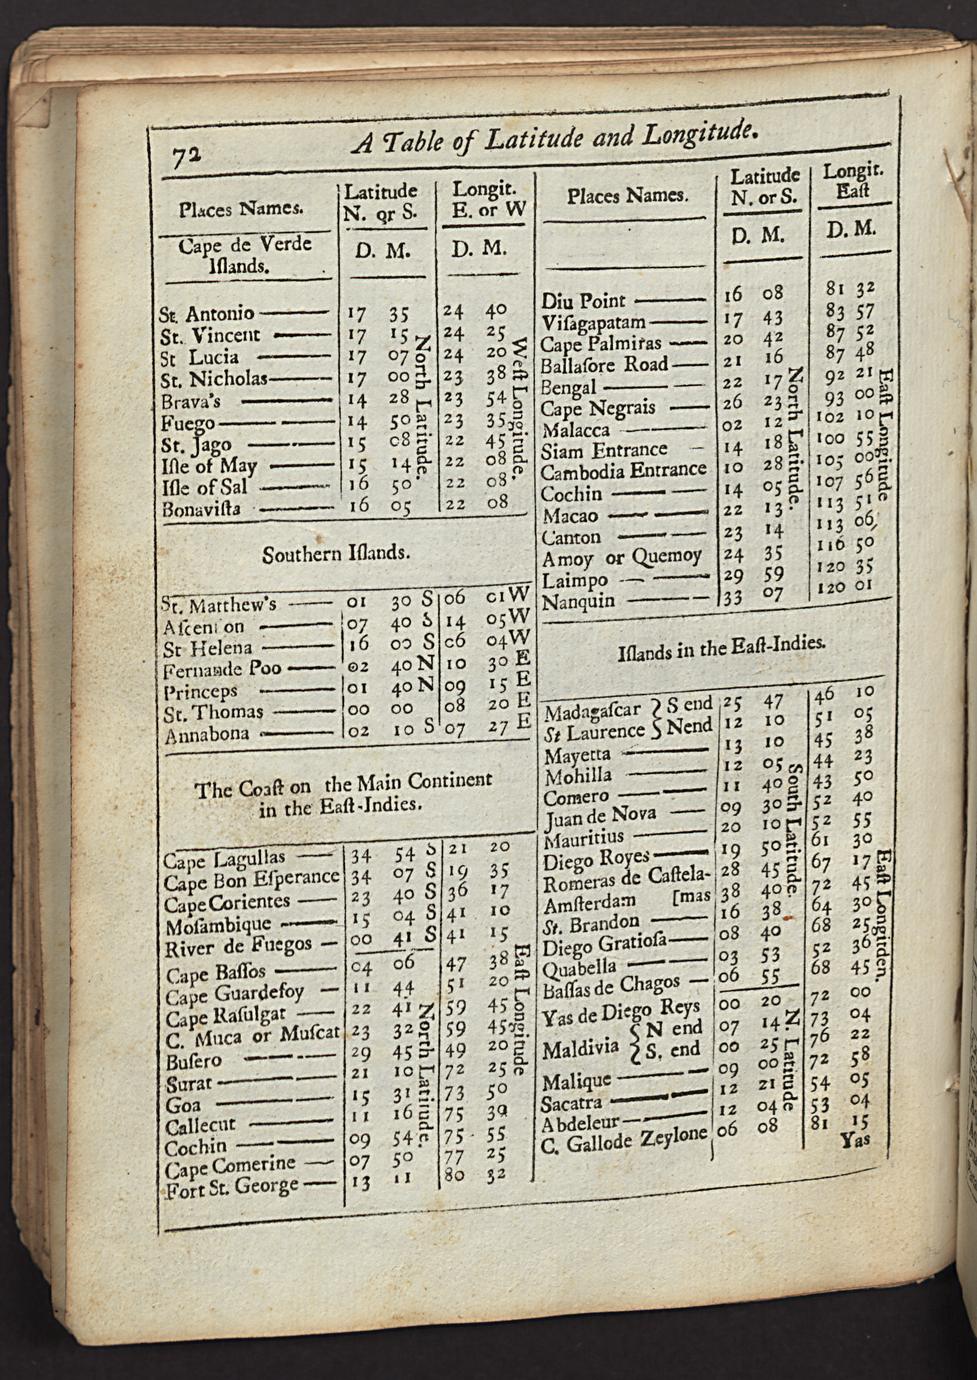 72 A Table of Latitude and Longitude.
Places Names. Latitude N. or S. Longit. E. or W
Cape de Verde Iſlands. D. M. D. M.
St. Antonio 17 35 24 40
St. Vincent 17 15 24 25
St Lucia 17 07 24 20
St. Nicholas 17 00 23 38
Brava's 14 28 23 54
Fuego 14 50 23 35
St. Jago 15 08 22 45
Iſle of May 15 14 22 08
Iſle of Sal 16 50 22 08
Bonaviſta 16 05 22 08
North Latitude.
Weſt Longitude.
Southern Iſlands.
St. Matthew's 01 30 S 06 01 W
Aſcenſion 07 40 S 14 05 W
St Helena 16 00 S 06 04 W
Fernande Poo 02 40 N 10 30 E
Princeps 01 40 N 09 15 E
St. Thomas 00 00 08 20 E
Annabona 02 10 S 07 27 E
The Coaſt on the Main Continent
in the Eaſt-Indies.
Cape Lagullas 34 54 S 21 20
Cape Bon Eſperance 34 07 S 19 35
Cape Corientes 23 40 S 36 17
Moſambique 15 04 S 41 10
River de Fuegos 00 41 S 41 15
Cape Baſſos 04 06 47 38
Cape Guardefoy 11 44 51 20
Cape Raſulgat 22 41 59 45
C. Muca or Muſcat 23 32 59 45
Buſero 29 45 49 20
Surat 21 10 72 25
Goa 15 31 73 50
Callecut 11 16 75 39
Cochin 09 54 75 55
Cape Comerine 07 50 77 25
Fort St. George 13 11 80 32
North Latitude.
Eaſt Longitude
Places Names. Latitude N. or S. Longit. Eaſt
D. M. D. M.
Diu Point 16 08 81 32
Viſagapatam 17 43 83 57
Cape Palmiras 20 42 87 52
Ballaſore Road 21 16 87 48
Bengal 22 17 92 21
Cape Negrais 26 23 93 00
Malacca 02 12 102 10
Siam Entrance 14 18 100 55
Cambodia Entrance 10 28 105 00
Cochin 14 05 107 56
Macao 22 13 113 51
Canton 23 14 113 06
Amoy or Quemoy 24 35 116 50
Laimpo 29 59 120 35
Nanquin 33 07 120 01
North Latitude.
Eaſt Longitude
Iſlands in the Eaſt-Indies.
Madagaſcar } S end 25 47 46 10
St Laurence } N end 12 10 51 05
Mayetta 13 10 45 38
Mohilla 12 05 44 23
Comero 11 40 43 50
Juan de Nova 09 30 52 40
Mauritius 20 10 52 55
Diego Royes 19 50 61 30
Romeras de Caſtela- 28 45 67 17
Amſterdam [mas 38 40 72 45
St. Brandon 16 38 64 30
Diego Gratioſa 08 40 68 25
Quabella 03 53 52 36
Baſſas de Chagos 06 55 68 45
Yas de Diego Reys 00 20 72 00
Maldivia { N end 07 14 73 04
{ S. end 00 25 76 22
Malique 09 00 72 58
Sacatra 12 21 54 05
Abdeleur 12 04 53 04
C. Gallode Zeylone 06 08 81 15
South Latitude.
N. Latitude
Eaſt Longitden.
Yas